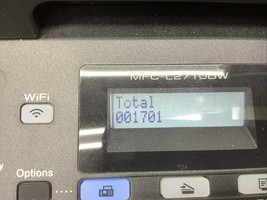 MFC-L2710DW
WiFi
Total
001701
Options